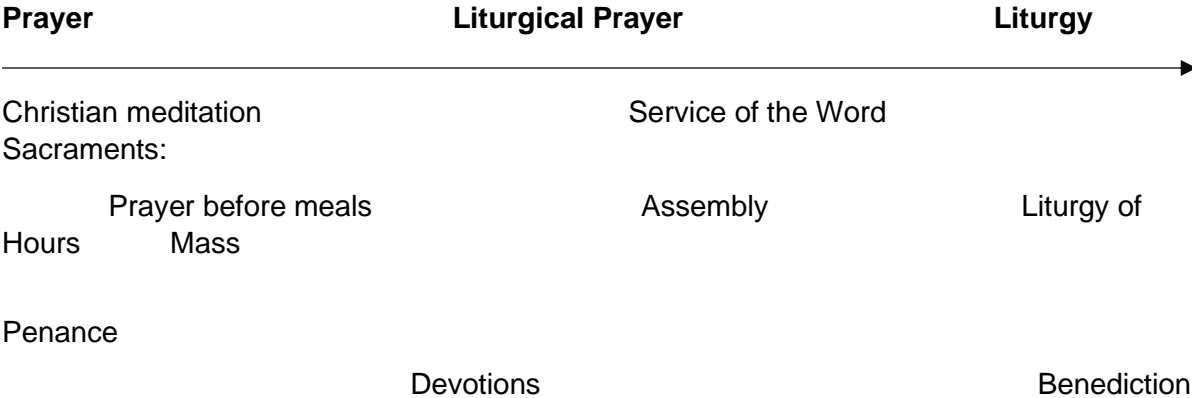 Prayer Liturgical Prayer Liturgy
Christian meditation Service of the Word
Sacraments:
Prayer before meals Assembly Liturgy of
Hours Mass
Penance
Devotions Benediction